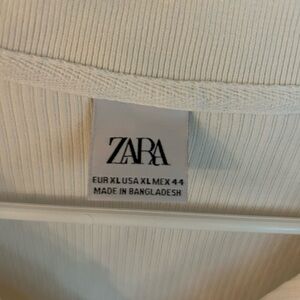 ZARA
EUR XL USA XL MEX 44
MADE IN BANGLADESH